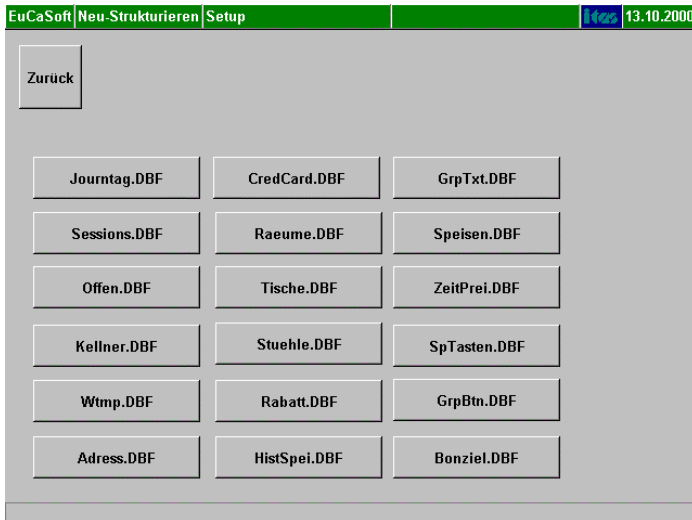 EuCaSoft Neu-Strukturieren Setup itas 13.10.2000
Zurück
Journtag.DBF CredCard.DBF GrpTxt.DBF
Sessions.DBF Raeume.DBF Speisen.DBF
Offen.DBF Tische.DBF ZeitPrei.DBF
Kellner.DBF Stuehle.DBF SpTasten.DBF
Wtmp.DBF Rabatt.DBF GrpBtn.DBF
Adress.DBF HistSpei.DBF Bonziel.DBF